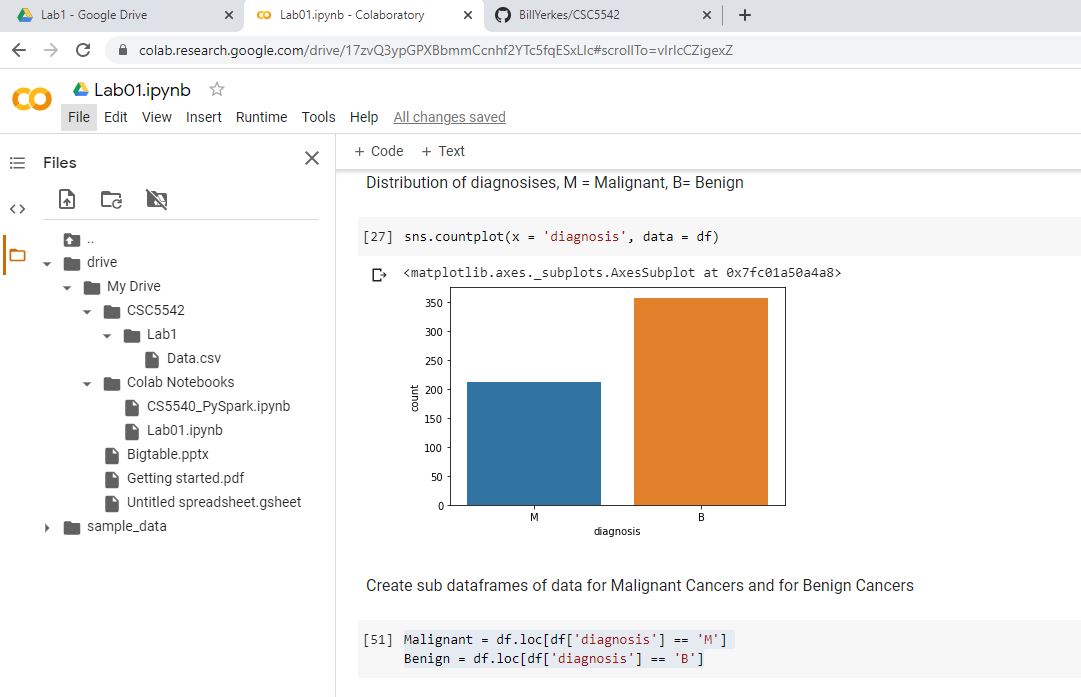 Lab1 - Google Drive
Lab01.ipynb - Colaboratory
BillYerkes/CSC5542
colab.research.google.com/drive/17zvQ3ypGPXBbmmCcnhf2YTc5fqESxLlc#scrollTo=vlrIcCZigexZ
Lab01.ipynb
File Edit View Insert Runtime Tools Help All changes saved
Files
+ Code + Text
..
drive
My Drive
CSC5542
Lab1
Data.csv
Colab Notebooks
CS5540_PySpark.ipynb
Lab01.ipynb
Bigtable.pptx
Getting started.pdf
Untitled spreadsheet.gsheet
sample_data
Distribution of diagnosises, M = Malignant, B= Benign
[27] sns.countplot(x = 'diagnosis', data = df)
<matplotlib.axes._subplots.AxesSubplot at 0x7fc01a50a4a8>
350
300
250
200
150
100
50
0
count
M B
diagnosis
Create sub dataframes of data for Malignant Cancers and for Benign Cancers
[51] Malignant = df.loc[df['diagnosis'] == 'M']
Benign = df.loc[df['diagnosis'] == 'B']